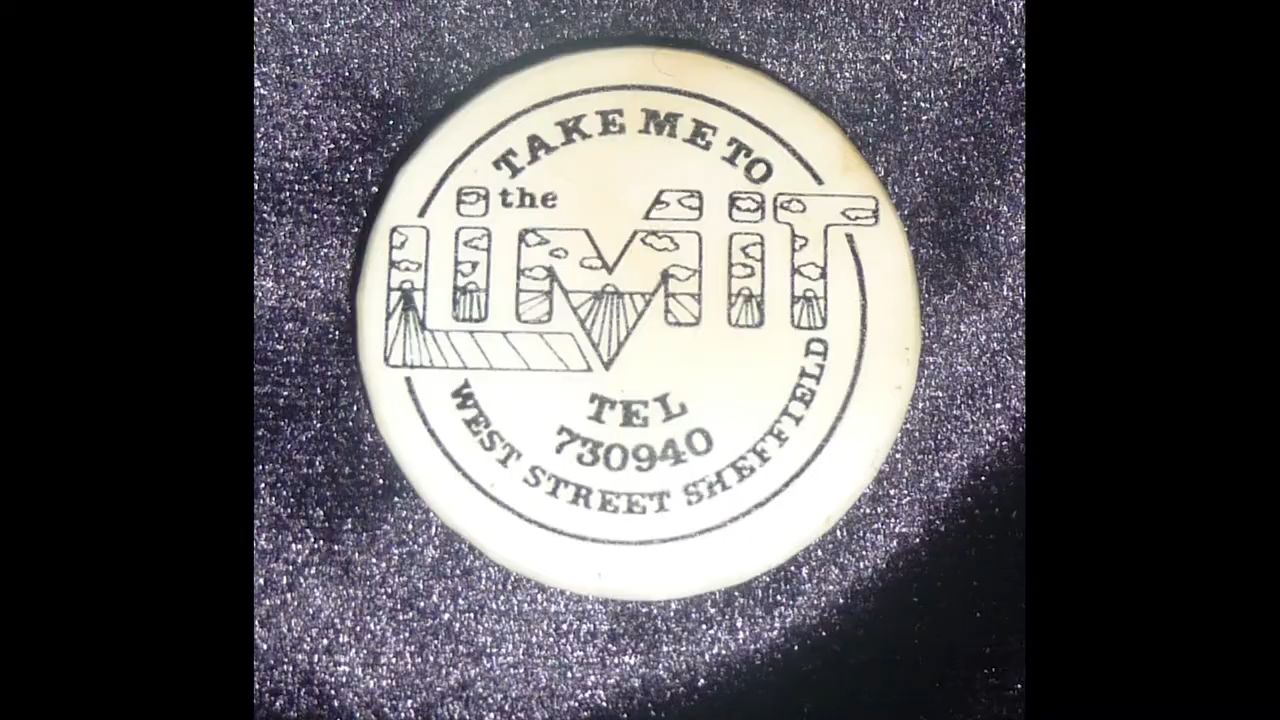 TAKE ME TO
the
LiMiT
TEL
730940
WEST STREET SHEFFIELD